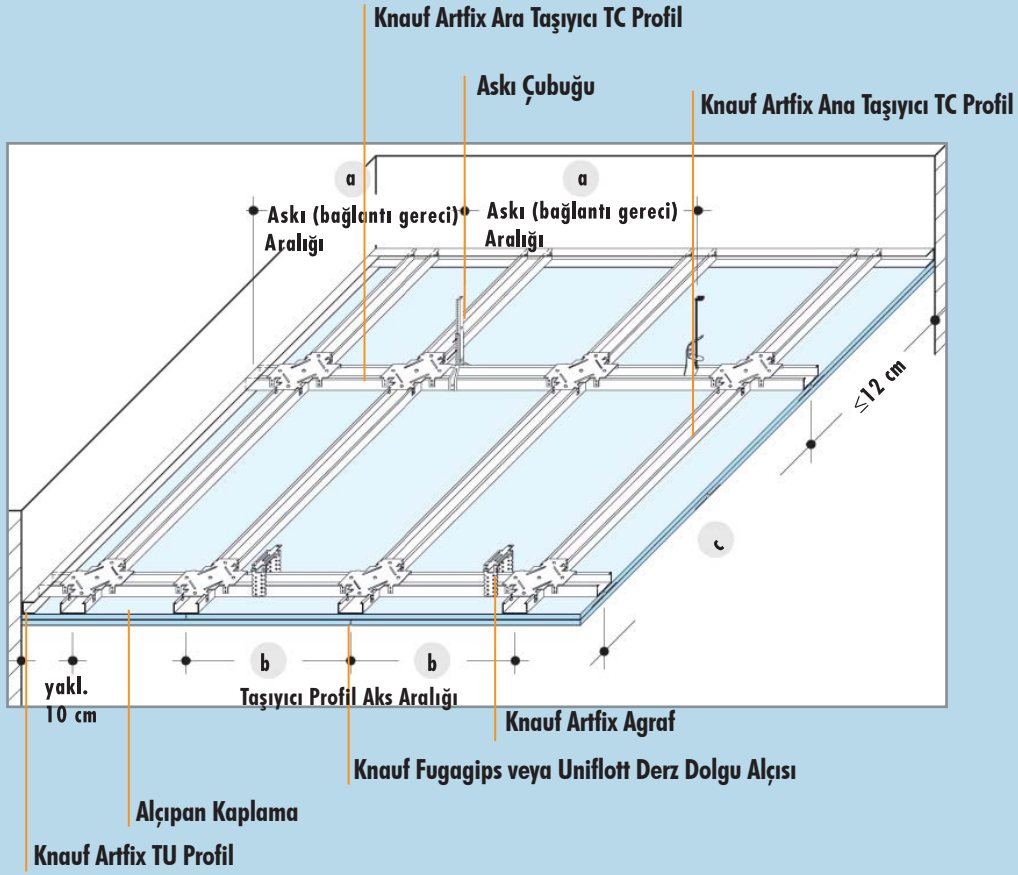 Knauf Artfix Ara Taşıyıcı TC Profil
Askı Çubuğu
Knauf Artfix Ana Taşıyıcı TC Profil
a
a
Askı (bağlantı gereci)
Aralığı
Askı (bağlantı gereci)
Aralığı
≤12 cm
c
b
b
yakl.
10 cm
Taşıyıcı Profil Aks Aralığı
Knauf Artfix Agraf
Knauf Fugagips veya Uniflott Derz Dolgu Alçısı
Alçıpan Kaplama
Knauf Artfix TU Profil